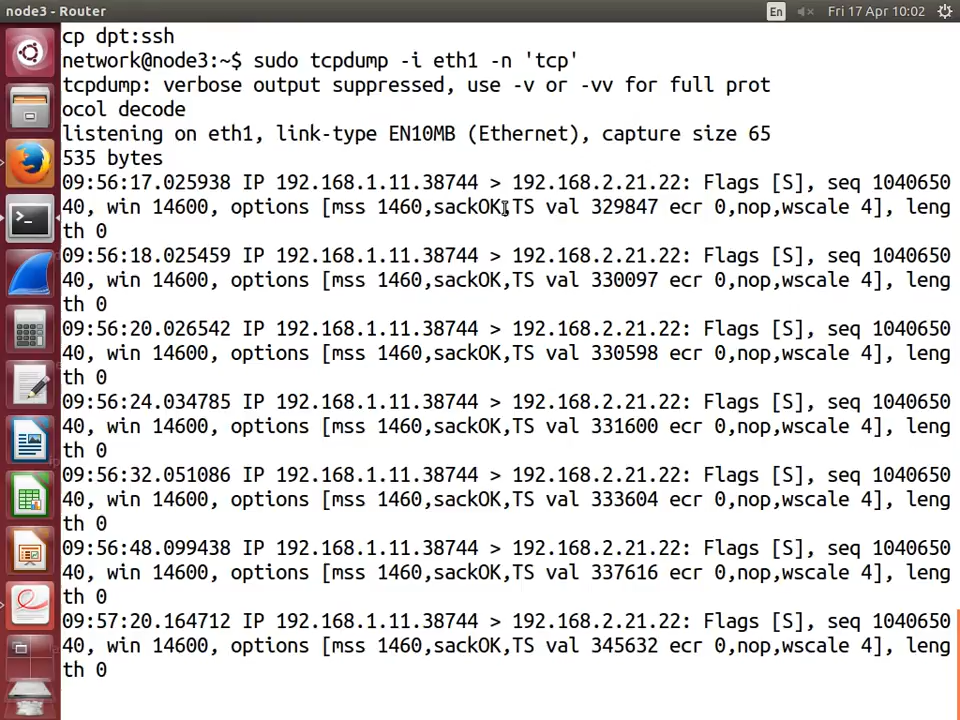 node3 - Router
En
Fri 17 Apr 10:02
cp dpt:ssh
network@node3:~$ sudo tcpdump -i eth1 -n 'tcp'
tcpdump: verbose output suppressed, use -v or -vv for full prot
ocol decode
listening on eth1, link-type EN10MB (Ethernet), capture size 65
535 bytes
09:56:17.025938 IP 192.168.1.11.38744 > 192.168.2.21.22: Flags [S], seq 1040650
40, win 14600, options [mss 1460,sackOK,TS val 329847 ecr 0,nop,wscale 4], leng
th 0
09:56:18.025459 IP 192.168.1.11.38744 > 192.168.2.21.22: Flags [S], seq 1040650
40, win 14600, options [mss 1460,sackOK,TS val 330097 ecr 0,nop,wscale 4], leng
th 0
09:56:20.026542 IP 192.168.1.11.38744 > 192.168.2.21.22: Flags [S], seq 1040650
40, win 14600, options [mss 1460,sackOK,TS val 330598 ecr 0,nop,wscale 4], leng
th 0
09:56:24.034785 IP 192.168.1.11.38744 > 192.168.2.21.22: Flags [S], seq 1040650
40, win 14600, options [mss 1460,sackOK,TS val 331600 ecr 0,nop,wscale 4], leng
th 0
09:56:32.051086 IP 192.168.1.11.38744 > 192.168.2.21.22: Flags [S], seq 1040650
40, win 14600, options [mss 1460,sackOK,TS val 333604 ecr 0,nop,wscale 4], leng
th 0
09:56:48.099438 IP 192.168.1.11.38744 > 192.168.2.21.22: Flags [S], seq 1040650
40, win 14600, options [mss 1460,sackOK,TS val 337616 ecr 0,nop,wscale 4], leng
th 0
09:57:20.164712 IP 192.168.1.11.38744 > 192.168.2.21.22: Flags [S], seq 1040650
40, win 14600, options [mss 1460,sackOK,TS val 345632 ecr 0,nop,wscale 4], leng
th 0